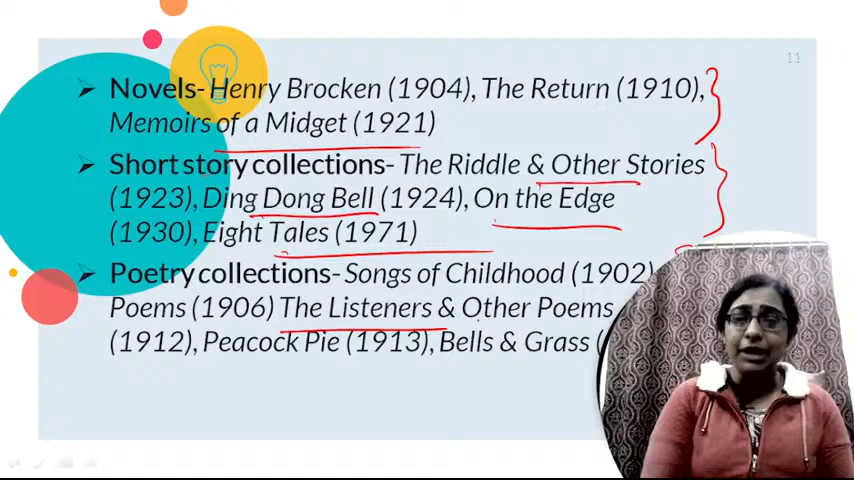 11
➢ Novels- Henry Brocken (1904), The Return (1910),
Memoirs of a Midget (1921)
➢ Short story collections- The Riddle & Other Stories
(1923), Ding Dong Bell (1924), On the Edge
(1930), Eight Tales (1971)
➢ Poetry collections- Songs of Childhood (1902)
Poems (1906) The Listeners & Other Poems
(1912), Peacock Pie (1913), Bells & Grass (